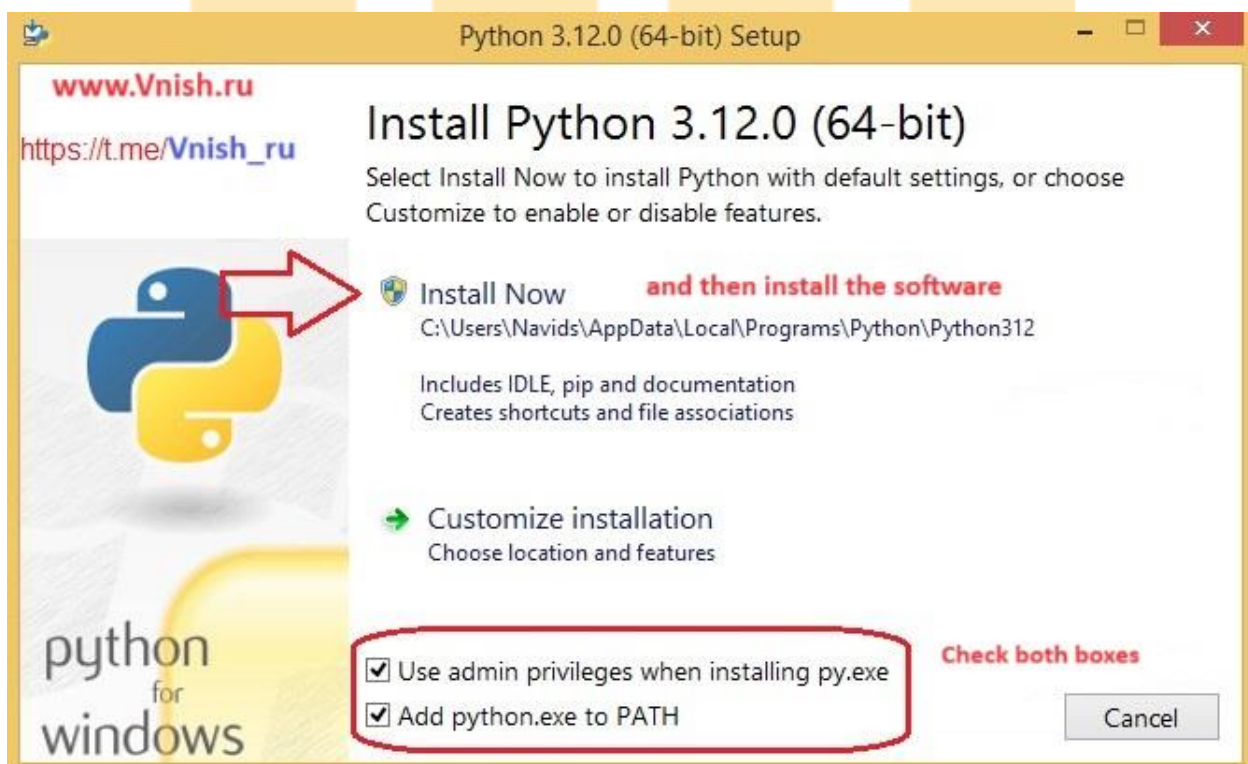 Python 3.12.0 (64-bit) Setup
www.Vnish.ru
https://t.me/Vnish_ru
Install Python 3.12.0 (64-bit)
Select Install Now to install Python with default settings, or choose
Customize to enable or disable features.
Install Now
and then install the software
C:\Users\Navids\AppData\Local\Programs\Python\Python312
Includes IDLE, pip and documentation
Creates shortcuts and file associations
Customize installation
Choose location and features
python
for
windows
Use admin privileges when installing py.exe
Check both boxes
Add python.exe to PATH
Cancel